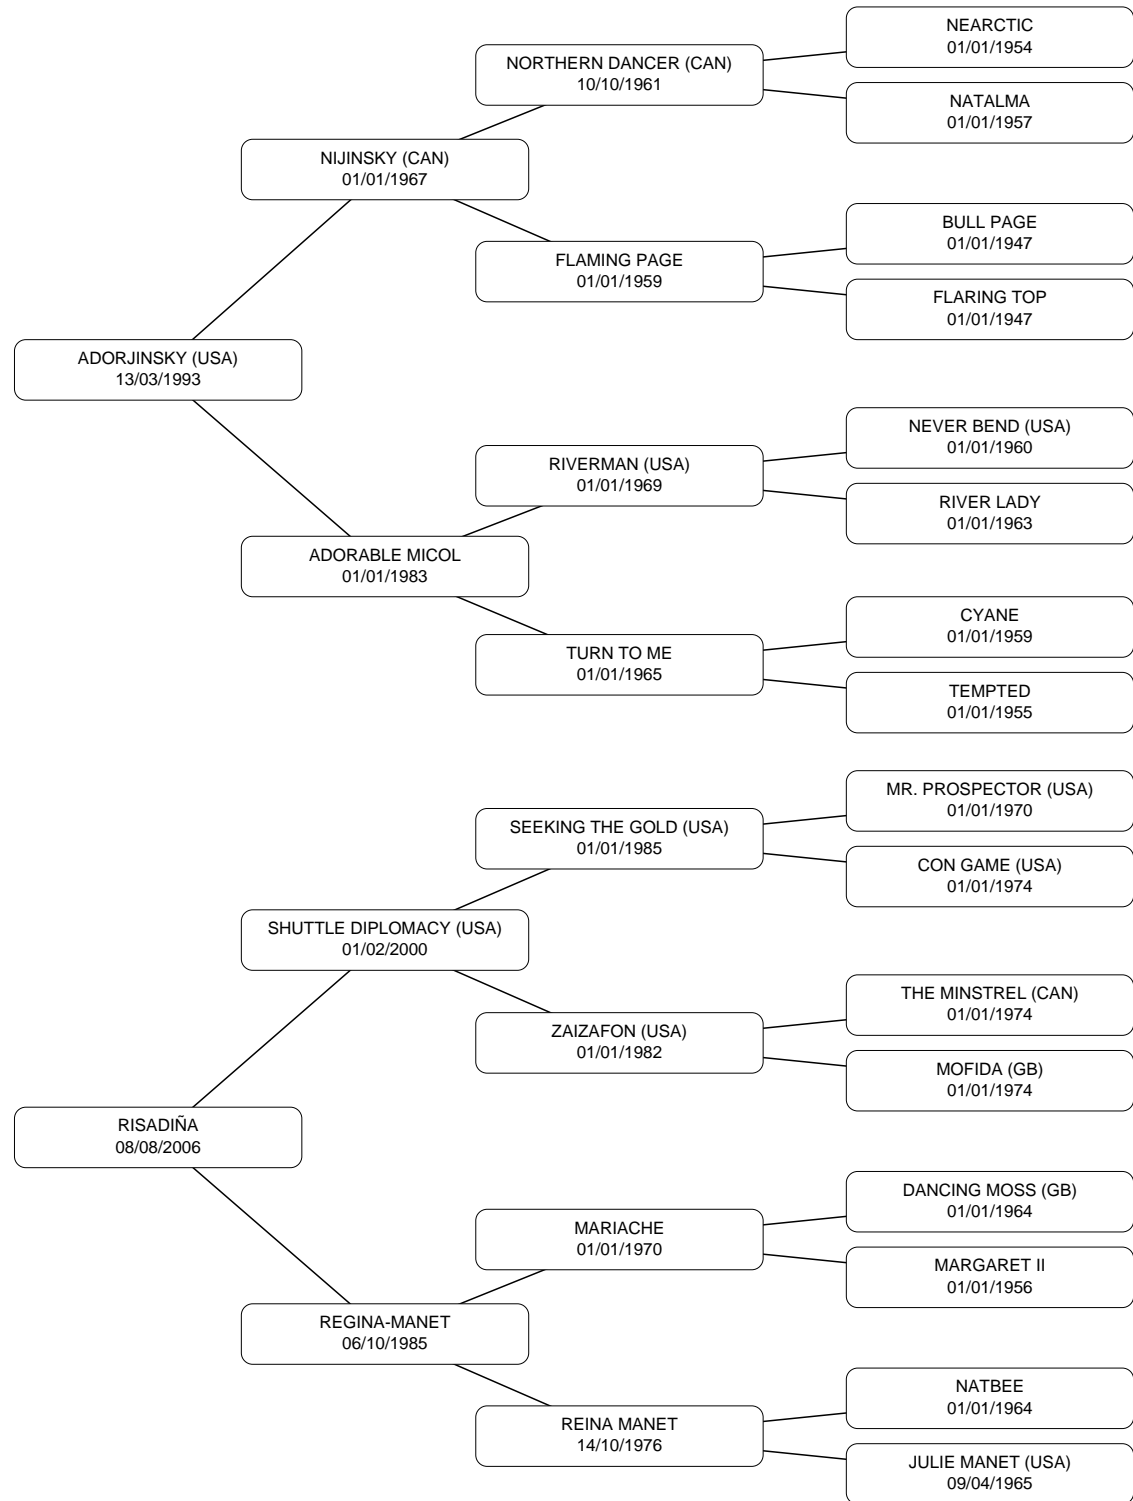 NEARCTIC
01/01/1954
NORTHERN DANCER (CAN)
10/10/1961
NATALMA
01/01/1957
NIJINSKY (CAN)
01/01/1967
BULL PAGE
01/01/1947
FLAMING PAGE
01/01/1959
FLARING TOP
01/01/1947
ADORJINSKY (USA)
13/03/1993
NEVER BEND (USA)
01/01/1960
RIVERMAN (USA)
01/01/1969
RIVER LADY
01/01/1963
ADORABLE MICOL
01/01/1983
CYANE
01/01/1959
TURN TO ME
01/01/1965
TEMPTED
01/01/1955
MR. PROSPECTOR (USA)
01/01/1970
SEEKING THE GOLD (USA)
01/01/1985
CON GAME (USA)
01/01/1974
SHUTTLE DIPLOMACY (USA)
01/02/2000
THE MINSTREL (CAN)
01/01/1974
ZAIZAFON (USA)
01/01/1982
MOFIDA (GB)
01/01/1974
RISADIÑA
08/08/2006
DANCING MOSS (GB)
01/01/1964
MARIACHE
01/01/1970
MARGARET II
01/01/1956
REGINA-MANET
06/10/1985
NATBEE
01/01/1964
REINA MANET
14/10/1976
JULIE MANET (USA)
09/04/1965